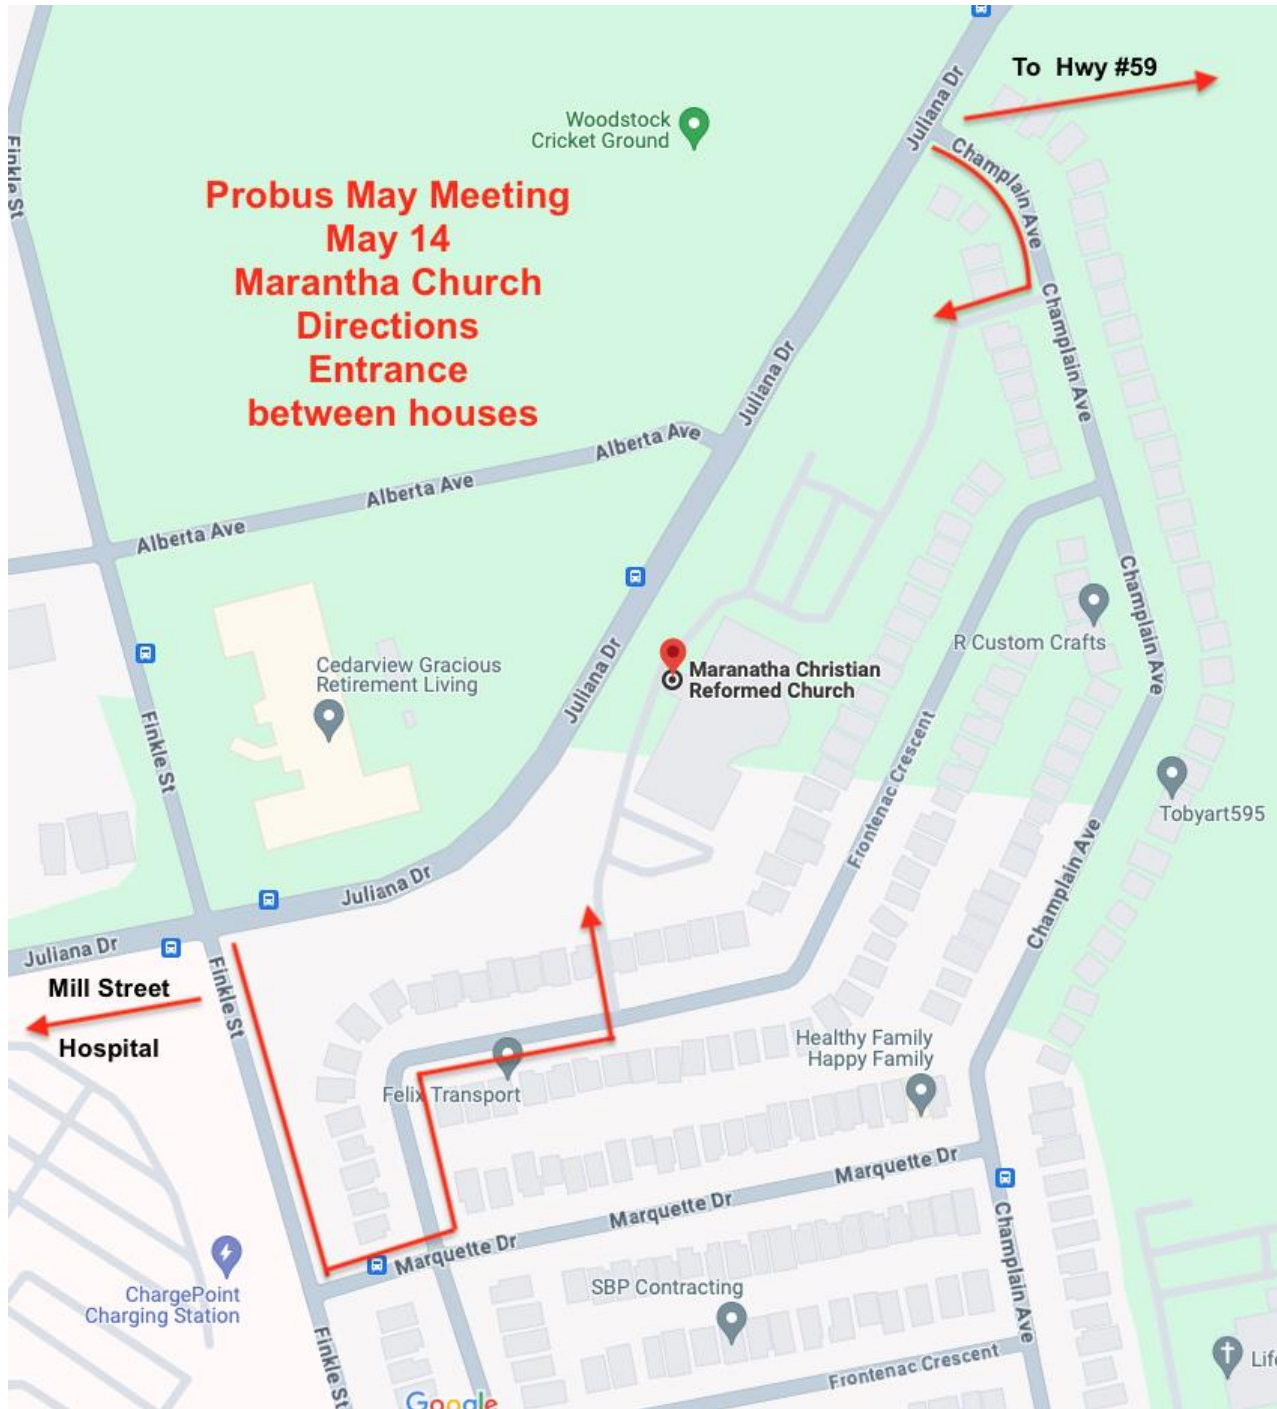 To Hwy #59
Juliana Dr
Woodstock
Cricket Ground
Champlain Ave
Finkle St
Probus May Meeting
May 14
Marantha Church
Directions
Entrance
between houses
Champlain Ave
Juliana Dr
Alberta Ave
Alberta Ave
Alberta Ave
Champlain Ave
R Custom Crafts
Cedarview Gracious
Retirement Living
Juliana Dr
Maranatha Christian
Reformed Church
Finkle St
Frontenac Crescent
Tobyart595
Champlain Ave
Juliana Dr
Juliana Dr
Finkle St
Mill Street
Hospital
Healthy Family
Happy Family
Felix Transport
Marquette Dr
Marquette Dr
Marquette Dr
Champlain Ave
SBP Contracting
ChargePoint
Charging Station
Finkle St
Frontenac Crescent
Life
Google